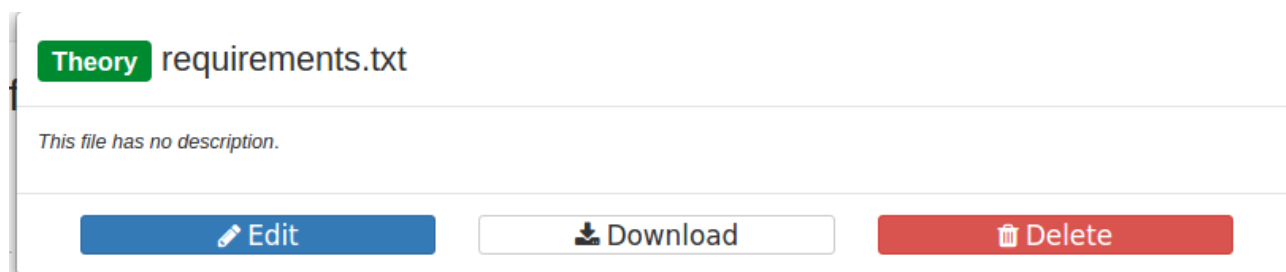 Theory requirements.txt
This file has no description.
Edit Download Delete